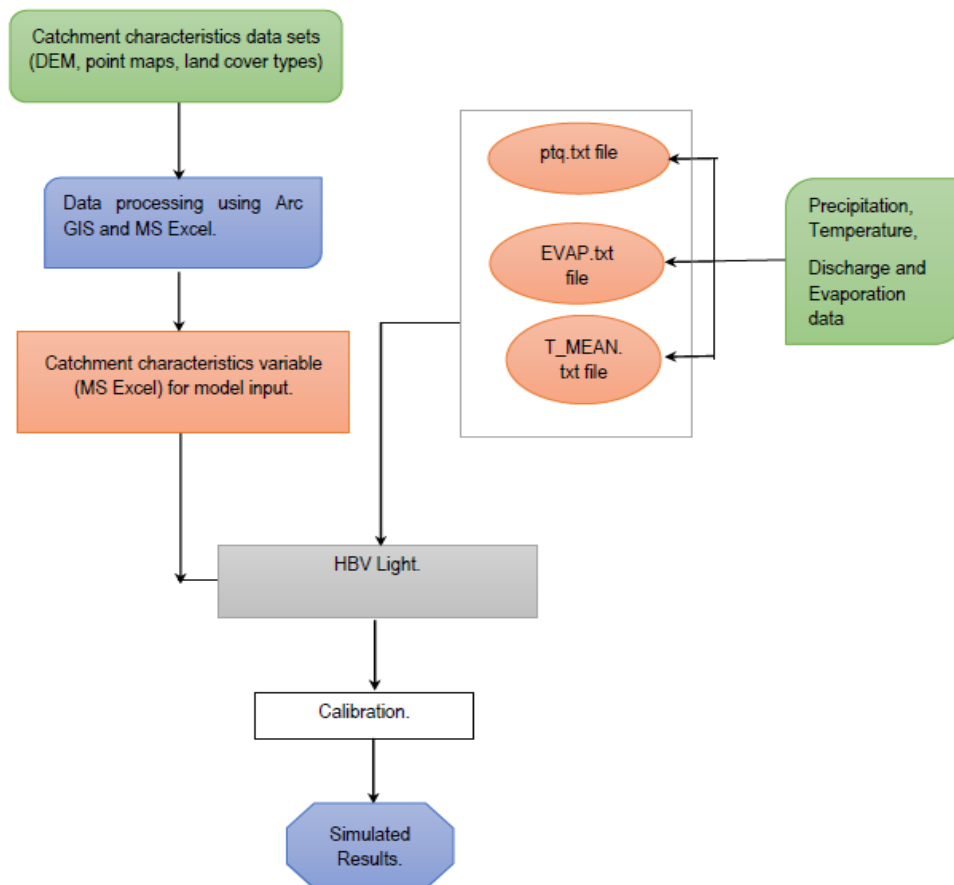 Catchment characteristics data sets
(DEM, point maps, land cover types)
Data processing using Arc
GIS and MS Excel.
Catchment characteristics variable
(MS Excel) for model input.
ptq.txt file
EVAP.txt
file
T_MEAN.
txt file
Precipitation,
Temperature,
Discharge and
Evaporation
data
HBV Light.
Calibration.
Simulated
Results.